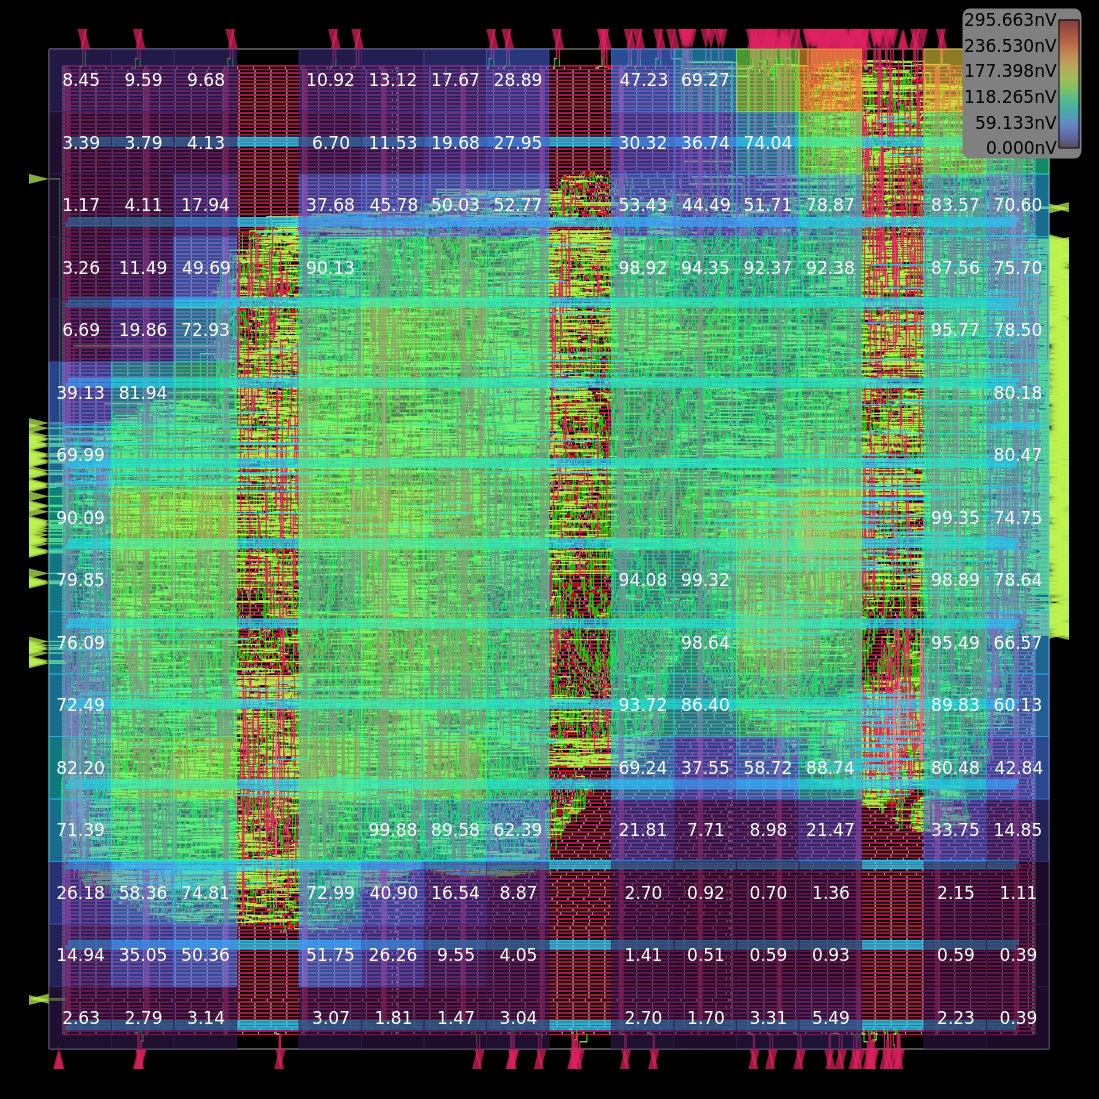 295.663nV
236.530nV
177.398nV
118.265nV
59.133nV
0.000nV
8.45 9.59 9.68 10.92 13.12 17.67 28.89 47.23 69.27
3.39 3.79 4.13 6.70 11.53 19.68 27.95 30.32 36.74 74.04
1.17 4.11 17.94 37.68 45.78 50.03 52.77 53.43 44.49 51.71 78.87 83.57 70.60
3.26 11.49 49.69 90.13 98.92 94.35 92.37 92.38 87.56 75.70
6.69 19.86 72.93 95.77 78.50
39.13 81.94 80.18
69.99 80.47
90.09 99.35 74.75
79.85 94.08 99.32 98.89 78.64
76.09 98.64 95.49 66.57
72.49 93.72 86.40 89.83 60.13
82.20 69.24 37.55 58.72 88.74 80.48 42.84
71.39 99.88 89.58 62.39 21.81 7.71 8.98 21.47 33.75 14.85
26.18 58.36 74.81 72.99 40.90 16.54 8.87 2.70 0.92 0.70 1.36 2.15 1.11
14.94 35.05 50.36 51.75 26.26 9.55 4.05 1.41 0.51 0.59 0.93 0.59 0.39
2.63 2.79 3.14 3.07 1.81 1.47 3.04 2.70 1.70 3.31 5.49 2.23 0.39